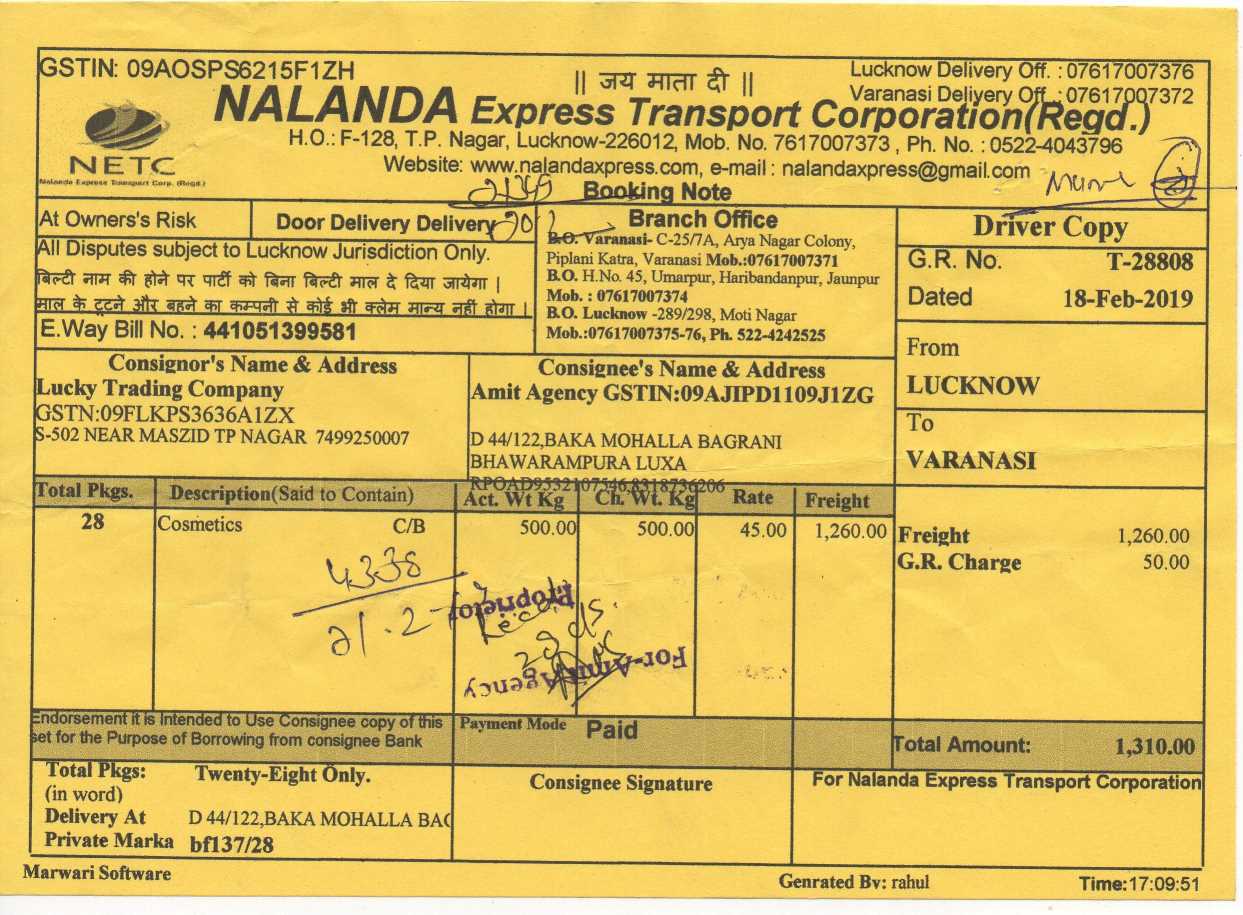 GSTIN: 09AOSPS6215F1ZH
|| जय माता दी ||
Lucknow Delivery Off. : 07617007376
Varanasi Deliyery Off. : 07617007372
NALANDA Express Transport Corporation(Regd.)
H.O.: F-128, T.P. Nagar, Lucknow-226012, Mob. No. 7617007373 , Ph. No. : 0522-4043796
Website: www.nalandaxpress.com, e-mail : nalandaxpress@gmail.com
NETC
Nalanda Express Transport Corp. (Regd.)
Booking Note
At Owners's Risk
Door Delivery Delivery
All Disputes subject to Lucknow Jurisdiction Only.
बिल्टी नाम की होने पर पार्टी को बिना बिल्टी माल दे दिया जायेगा |
माल के टूटने और बहने का कम्पनी से कोई भी क्लेम मान्य नहीं होगा |
E.Way Bill No. : 441051399581
Branch Office
B.O. Varanasi- C-25/7A, Arya Nagar Colony,
Piplani Katra, Varanasi Mob.:07617007371
B.O. H.No. 45, Umarpur, Haribandanpur, Jaunpur
Mob. : 07617007374
B.O. Lucknow -289/298, Moti Nagar
Mob.:07617007375-76, Ph. 522-4242525
Driver Copy
G.R. No. T-28808
Dated 18-Feb-2019
From
LUCKNOW
To
VARANASI
Consignor's Name & Address
Lucky Trading Company
GSTN:09FLKPS3636A1ZX
S-502 NEAR MASZID TP NAGAR 7499250007
Consignee's Name & Address
Amit Agency GSTIN:09AJIPD1109J1ZG
D 44/122,BAKA MOHALLA BAGRANI
BHAWARAMPURA LUXA
RPOAD9532107546,8318736206
Total Pkgs. Description(Said to Contain) Act. Wt Kg Ch. Wt. Kg Rate Freight
28 Cosmetics C/B 500.00 500.00 45.00 1,260.00
Freight 1,260.00
G.R. Charge 50.00
4338
21.2-
Proprietor
For-Amit Agency
Endorsement it is Intended to Use Consignee copy of this
set for the Purpose of Borrowing from consignee Bank
Payment Mode Paid
Total Amount: 1,310.00
Total Pkgs: Twenty-Eight Only.
(in word)
Delivery At D 44/122,BAKA MOHALLA BAG
Private Marka bf137/28
Consignee Signature
For Nalanda Express Transport Corporation
Marwari Software
Genrated By: rahul
Time:17:09:51